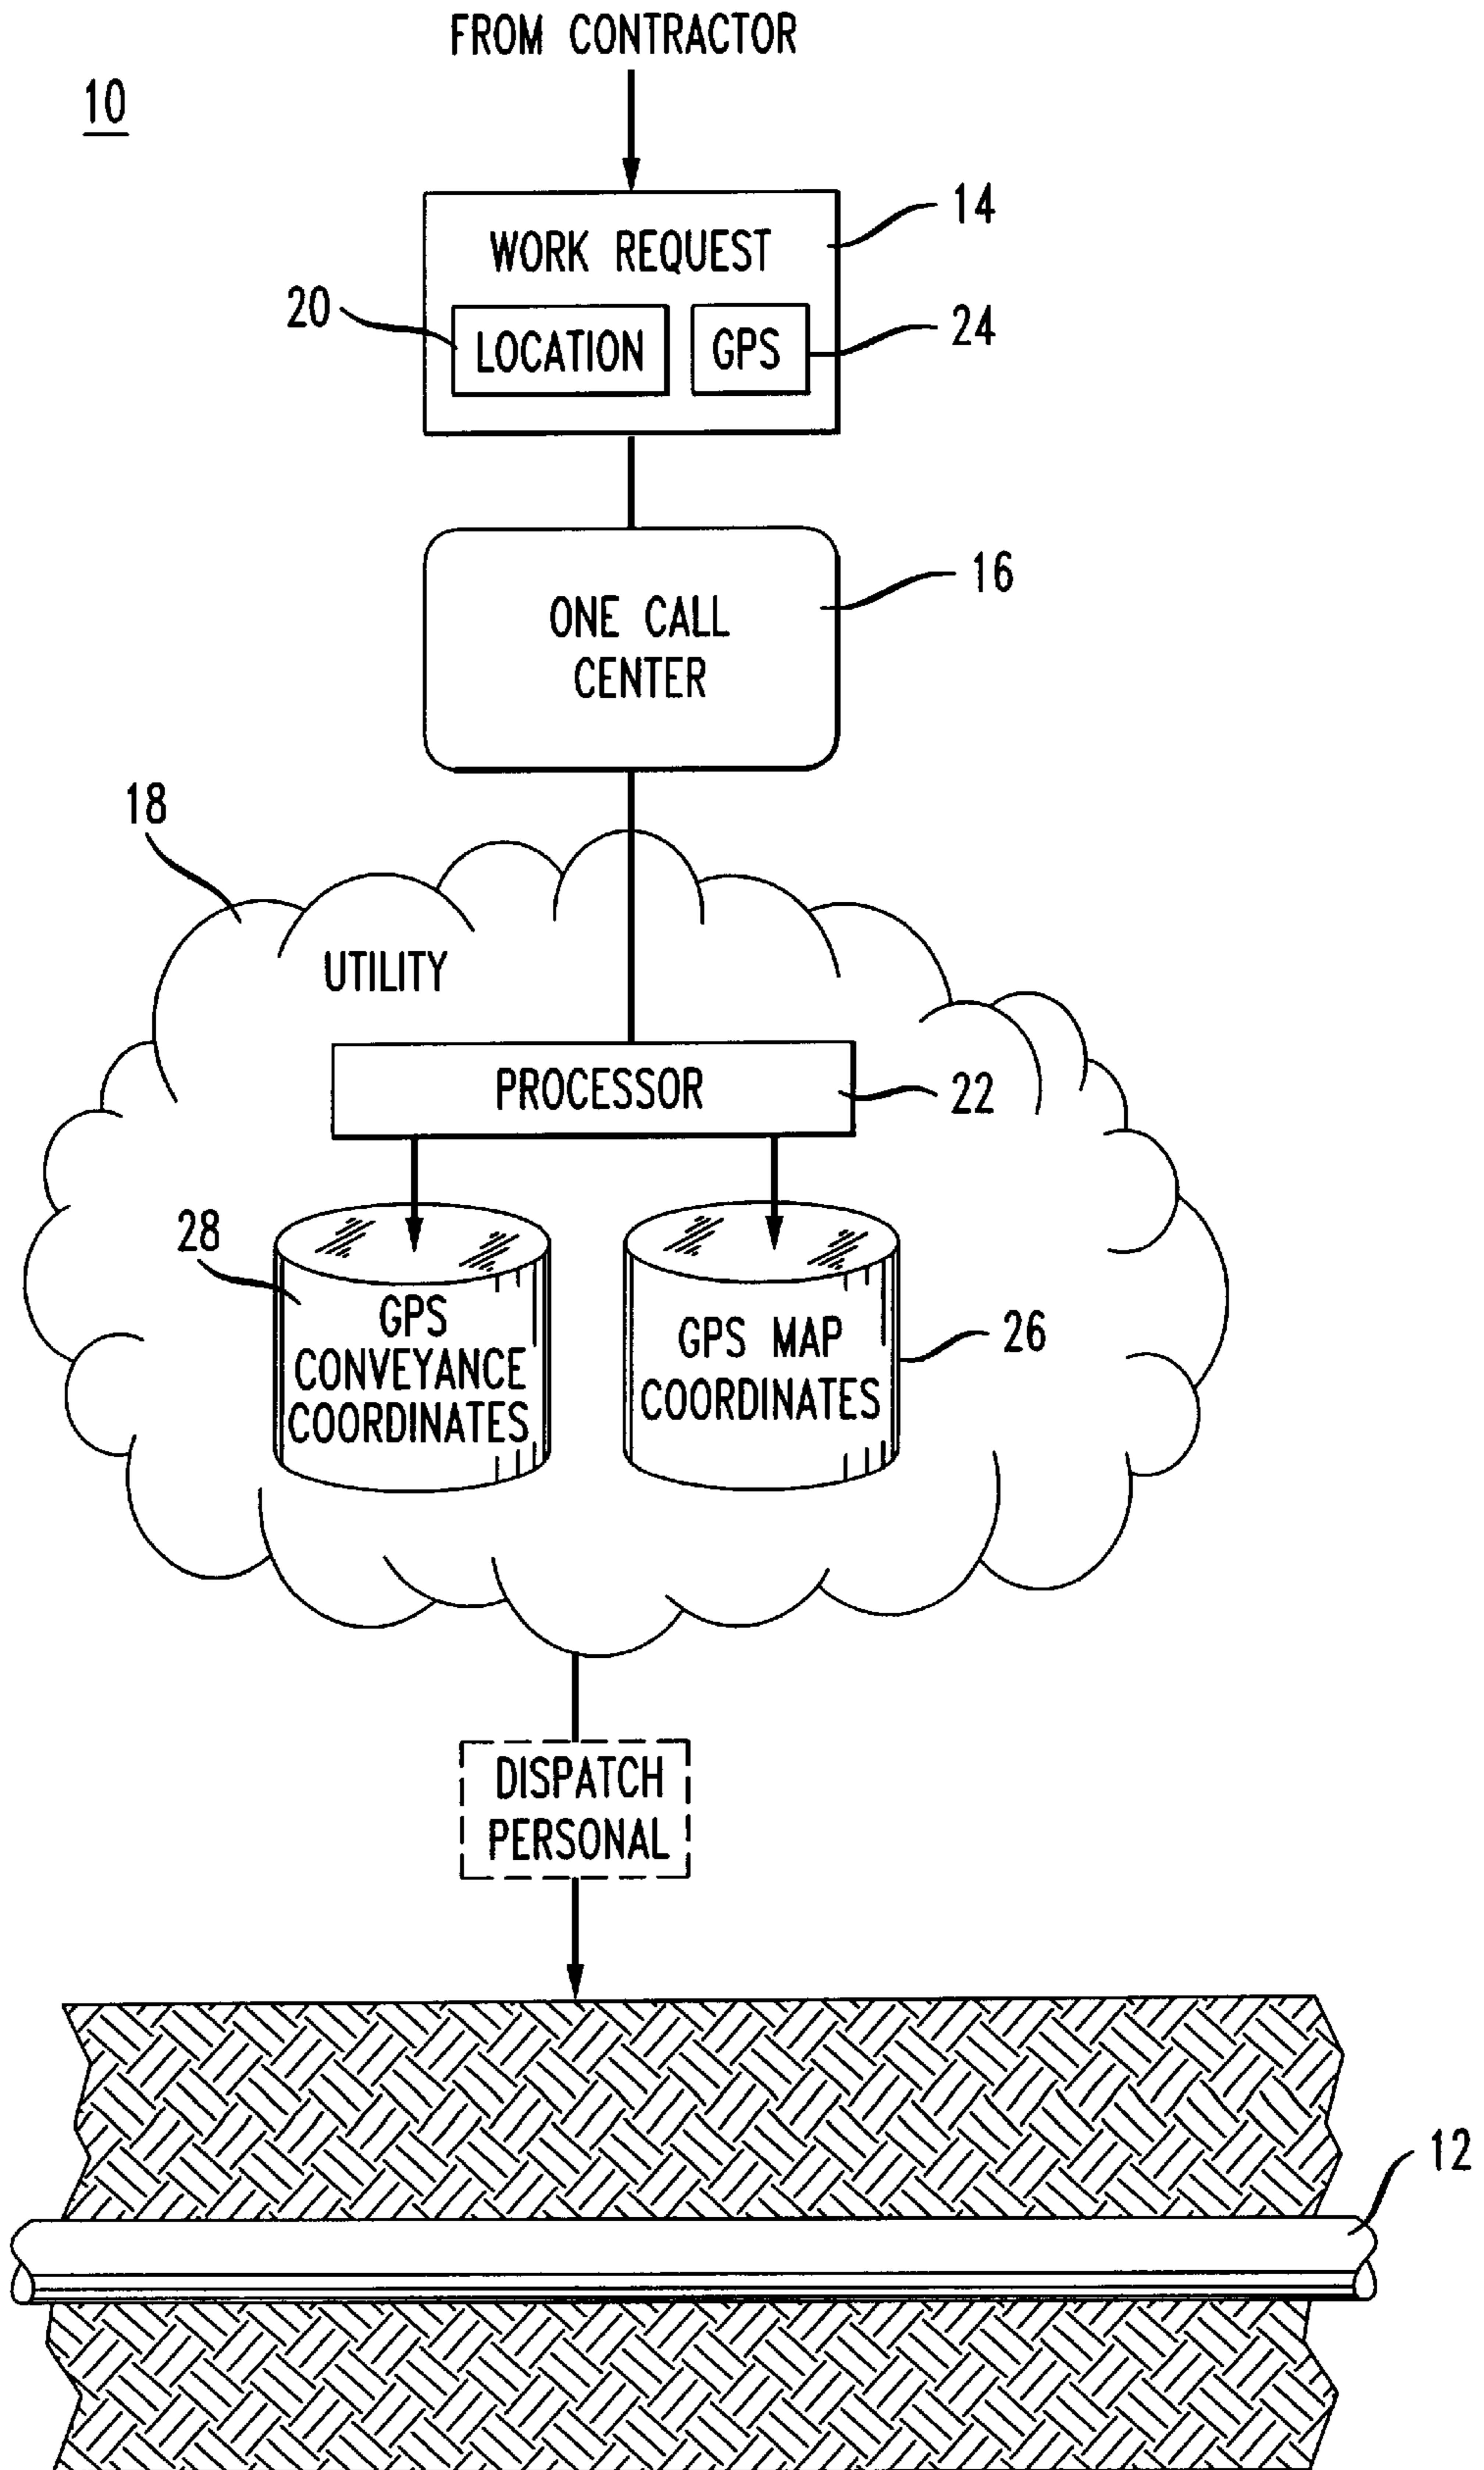 FROM CONTRACTOR
10
14
WORK REQUEST
20
LOCATION
GPS
24
16
ONE CALL
CENTER
18
UTILITY
PROCESSOR
22
28
GPS
CONVEYANCE
COORDINATES
GPS MAP
COORDINATES
26
DISPATCH
PERSONAL
12